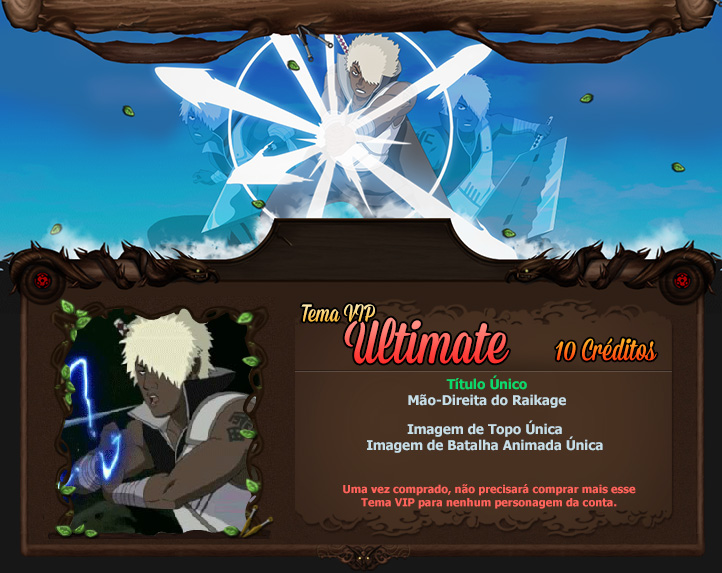 Tema VIP
Ultimate
10 Créditos
Título Único
Mão-Direita do Raikage
Imagem de Topo Única
Imagem de Batalha Animada Única
Uma vez comprado, não precisará comprar mais esse
Tema VIP para nenhum personagem da conta.